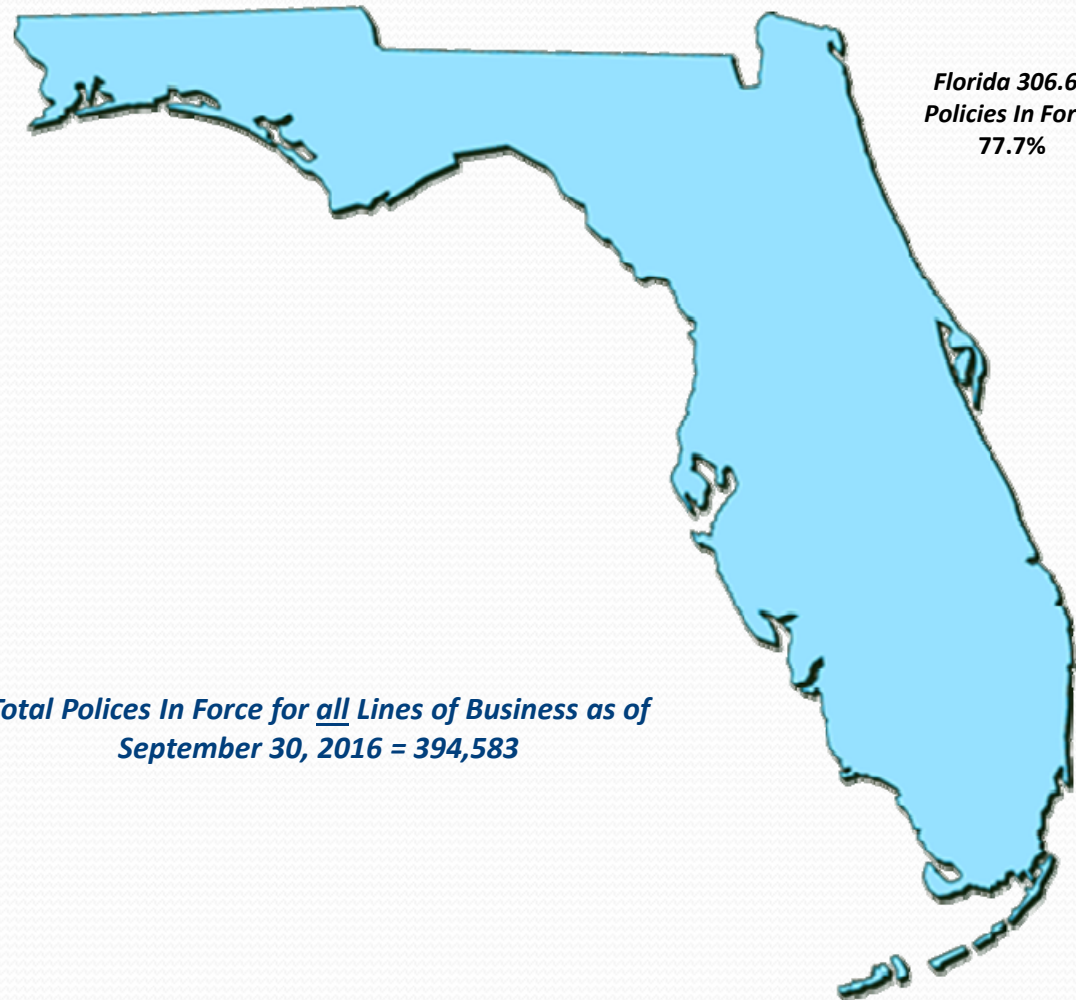 Florida 306.6
Policies In For
77.7%
Total Polices In Force for all Lines of Business as of
September 30, 2016 = 394,583